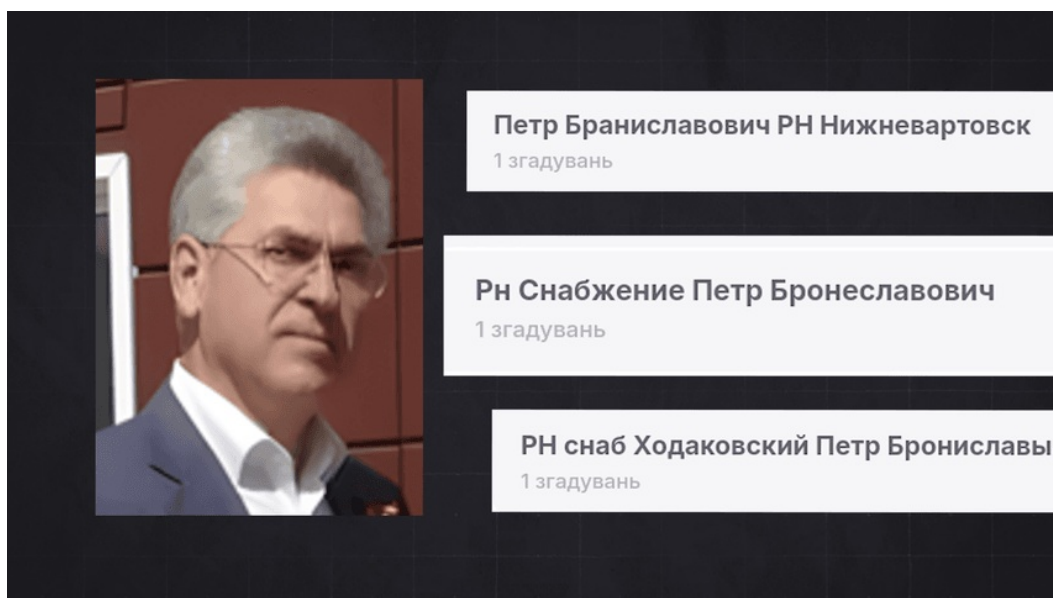 Петр Браниславович РН Нижневартовск
1 згадувань
Рн Снабжение Петр Бронеславович
1 згадувань
РН снаб Ходаковский Петр Брониславы
1 згадувань